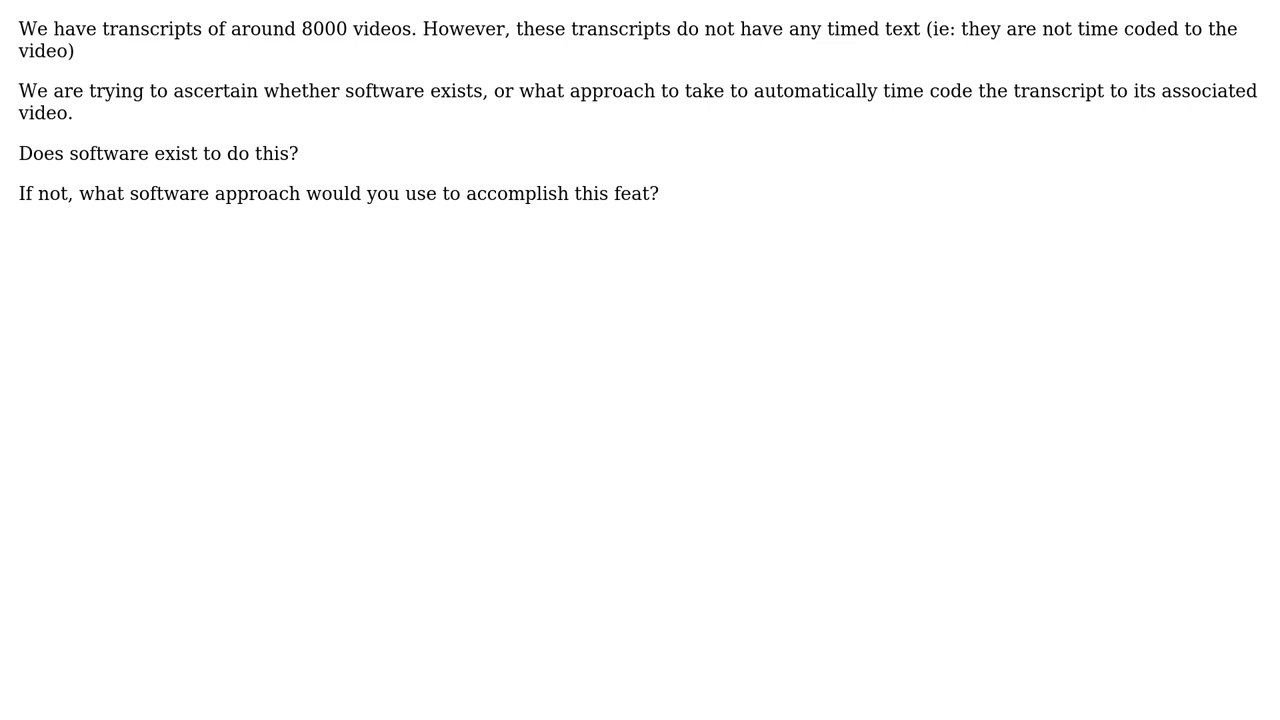 We have transcripts of around 8000 videos. However, these transcripts do not have any timed text (ie: they are not time coded to the
video)
We are trying to ascertain whether software exists, or what approach to take to automatically time code the transcript to its associated
video.
Does software exist to do this?
If not, what software approach would you use to accomplish this feat?